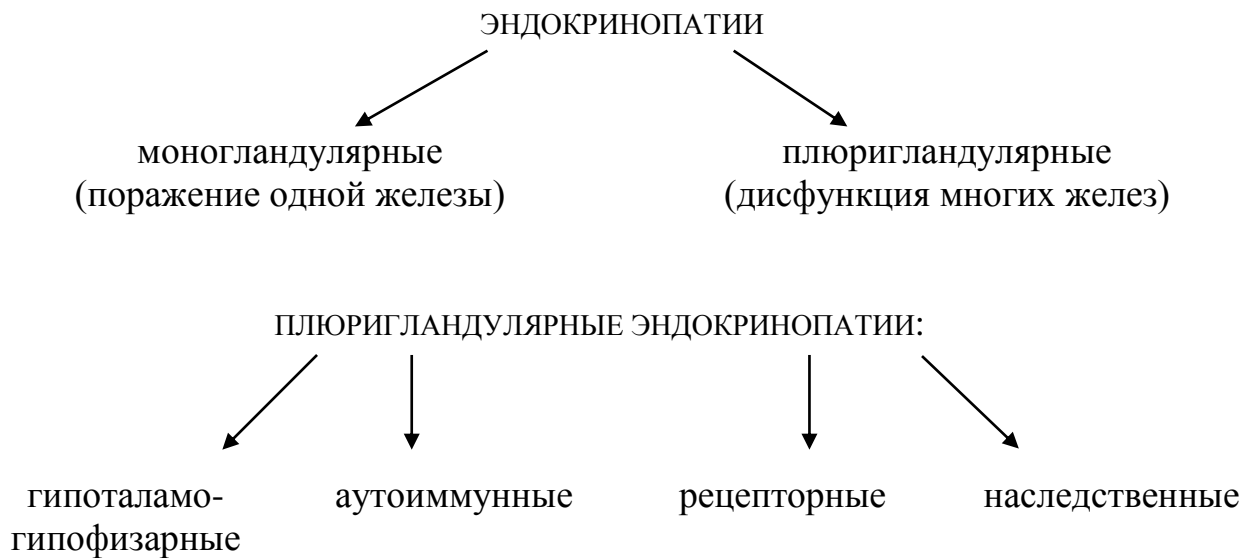 ЭНДОКРИНОПАТИИ
моногландулярные
(поражение одной железы)
плюригландулярные
(дисфункция многих желез)
ПЛЮРИГЛАНДУЛЯРНЫЕ ЭНДОКРИНОПАТИИ:
гипоталамо-
гипофизарные
аутоиммунные
рецепторные
наследственные